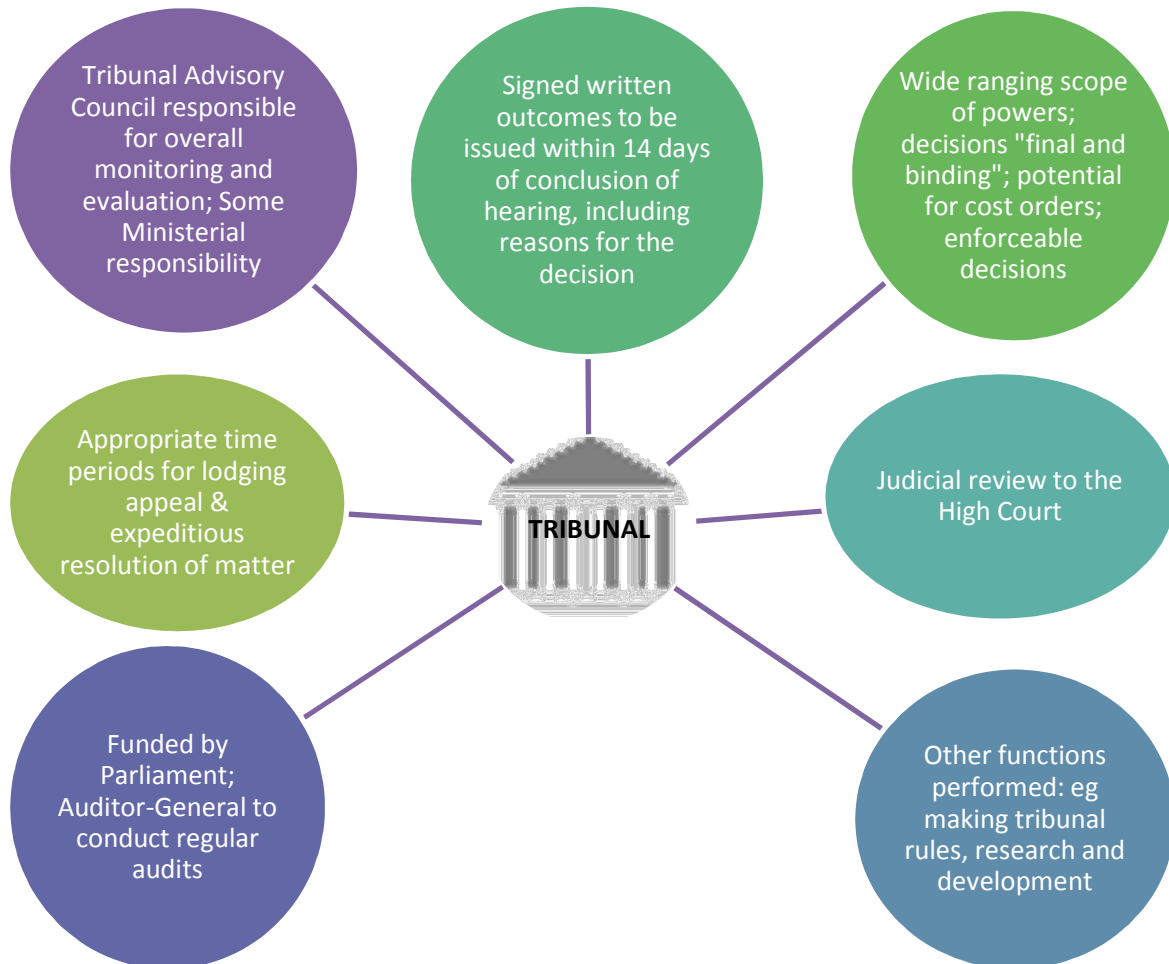 Tribunal Advisory
Council responsible
for overall
monitoring and
evaluation; Some
Ministerial
responsibility
Signed written
outcomes to be
issued within 14 days
of conclusion of
hearing, including
reasons for the
decision
Wide ranging scope
of powers;
decisions "final and
binding"; potential
for cost orders;
enforceable
decisions
Appropriate time
periods for lodging
appeal &
expeditious
resolution of matter
TRIBUNAL
Judicial review to the
High Court
Funded by
Parliament;
Auditor-General to
conduct regular
audits
Other functions
performed: eg
making tribunal
rules, research and
development